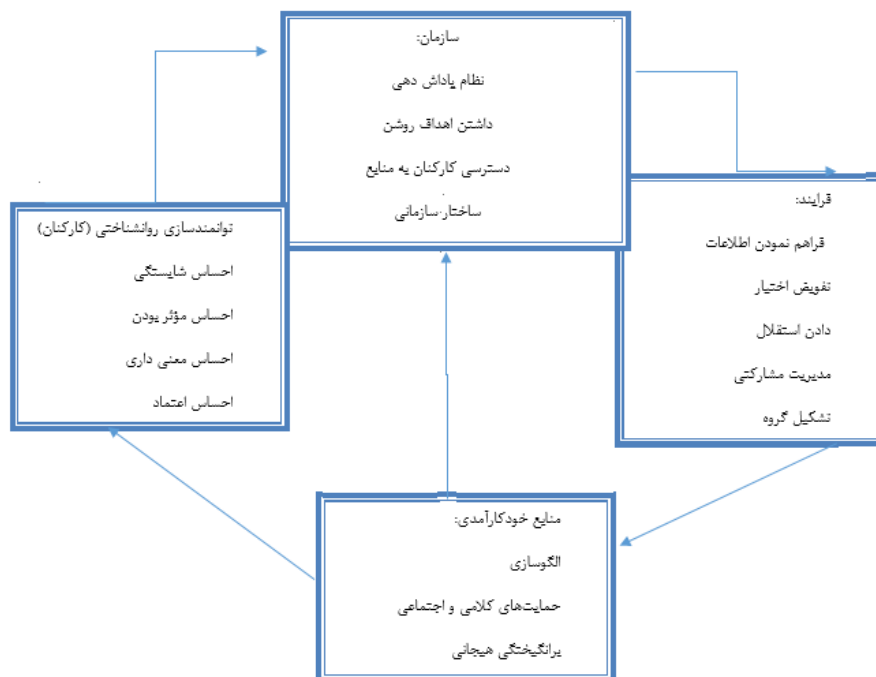 سازمان:
نظام پاداش دهی
داشتن اهداف روشن
دسترسی کارکنان به منابع
ساختار سازمانی
فرایند:
فراهم نمودن اطلاعات
تفویض اختیار
دادن استقلال
مدیریت مشارکتی
تشکیل گروه
توانمندسازی روانشناختی (کارکنان)
احساس شایستگی
احساس مؤثر بودن
احساس معنی داری
احساس اعتماد
منابع خودکارآمدی:
الگوسازی
حمایت‌های کلامی و اجتماعی
برانگیختگی هیجانی